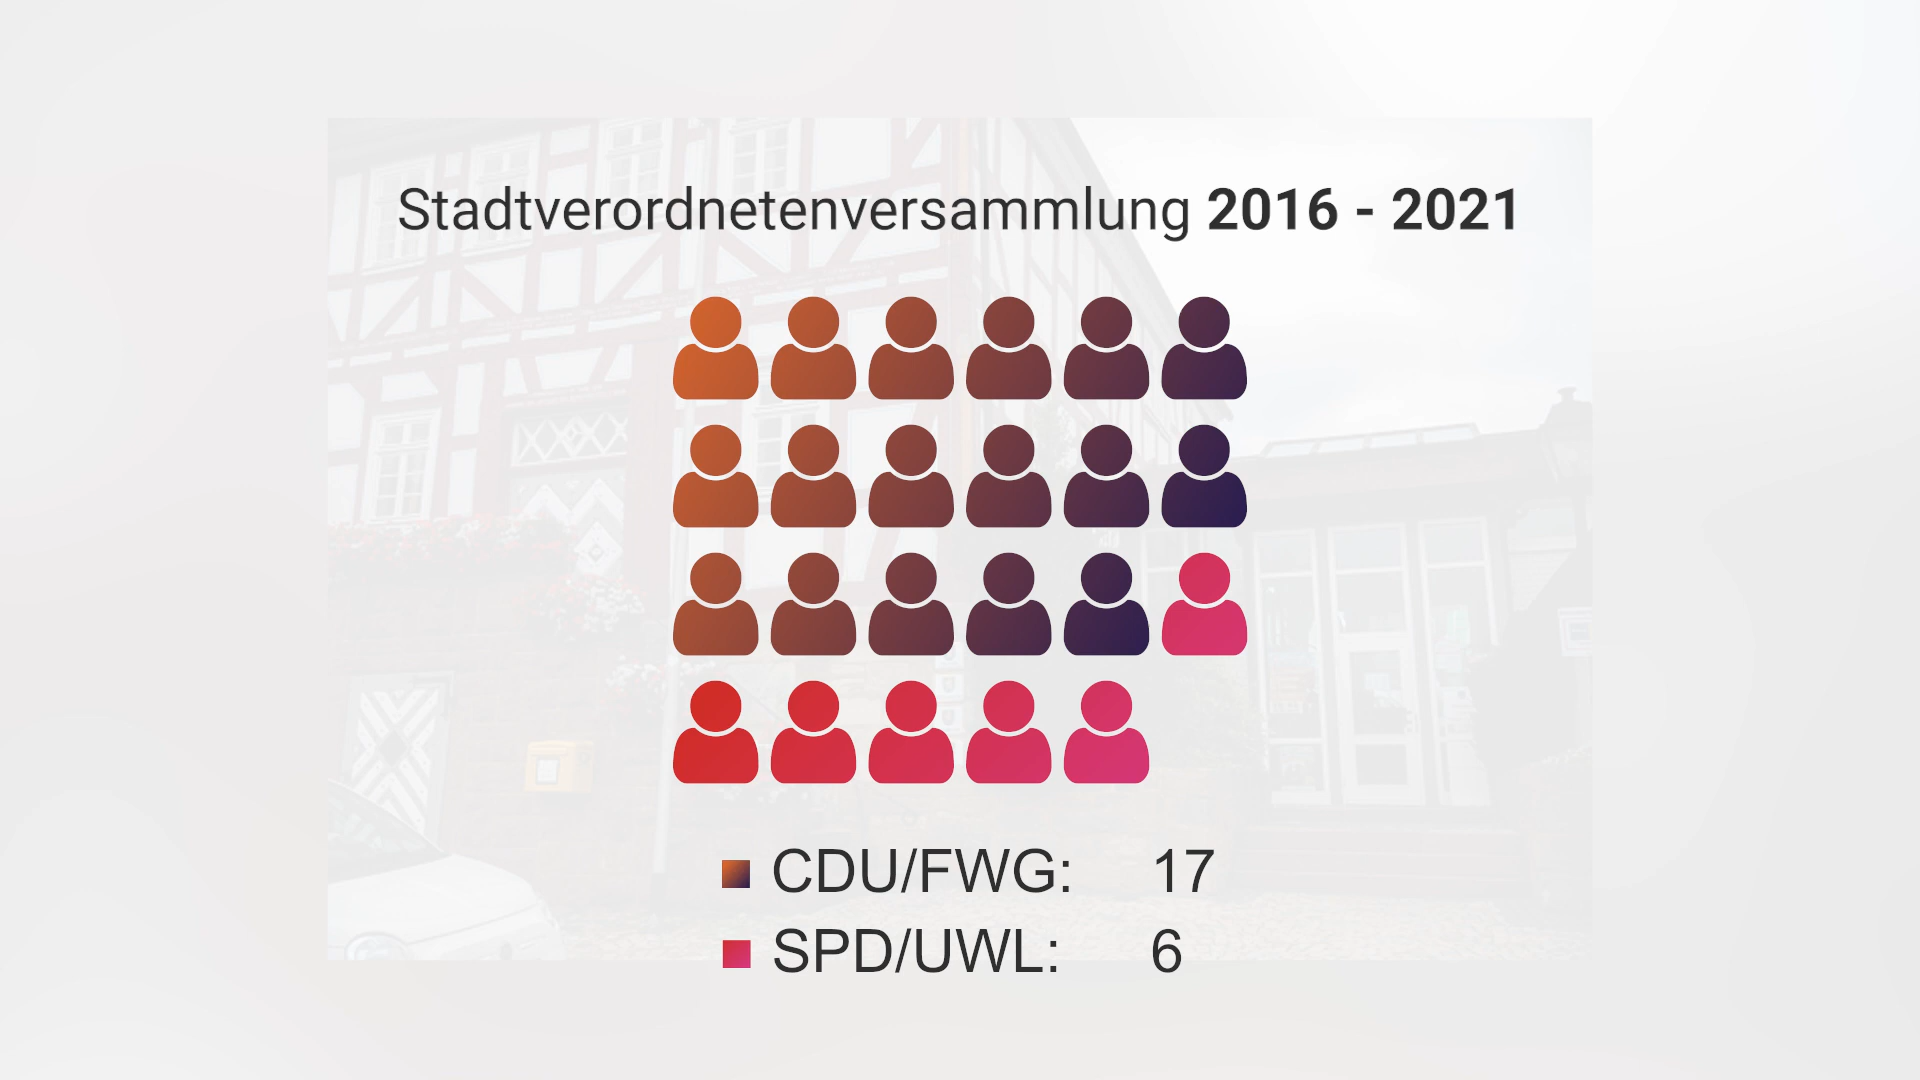 Stadtverordnetenversammlung 2016 - 2021
CDU/FWG: 17
SPD/UWL: 6